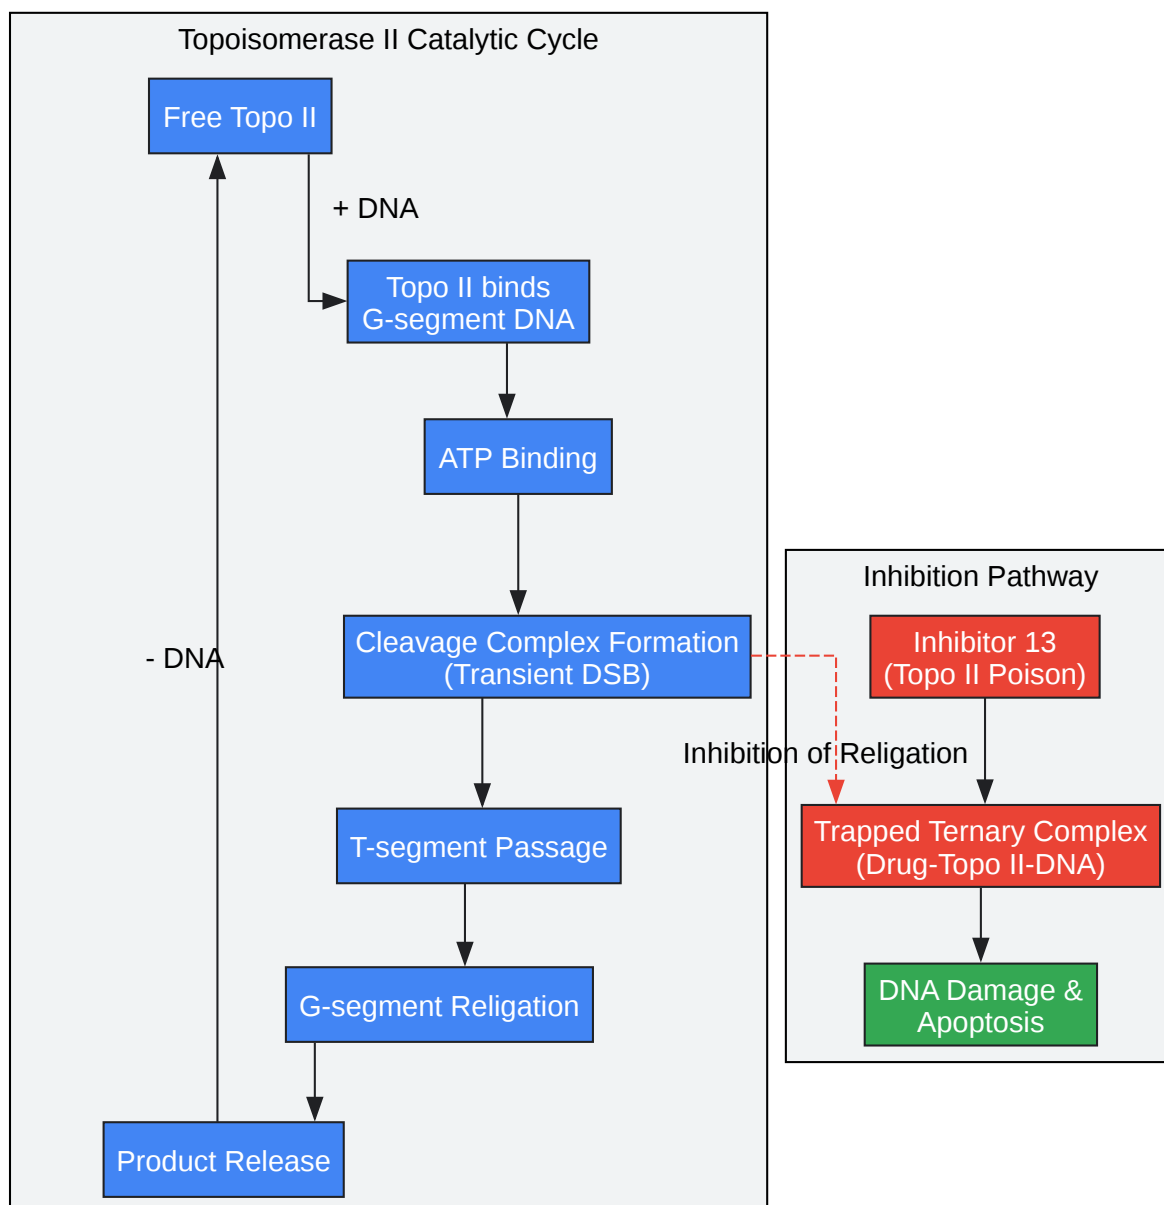 Topoisomerase II Catalytic Cycle
Free Topo II
+ DNA
Topo II binds
G-segment DNA
ATP Binding
Cleavage Complex Formation
(Transient DSB)
- DNA
T-segment Passage
G-segment Religation
Product Release
Inhibition of Religation
Inhibition Pathway
Inhibitor 13
(Topo II Poison)
Trapped Ternary Complex
(Drug-Topo II-DNA)
DNA Damage &
Apoptosis